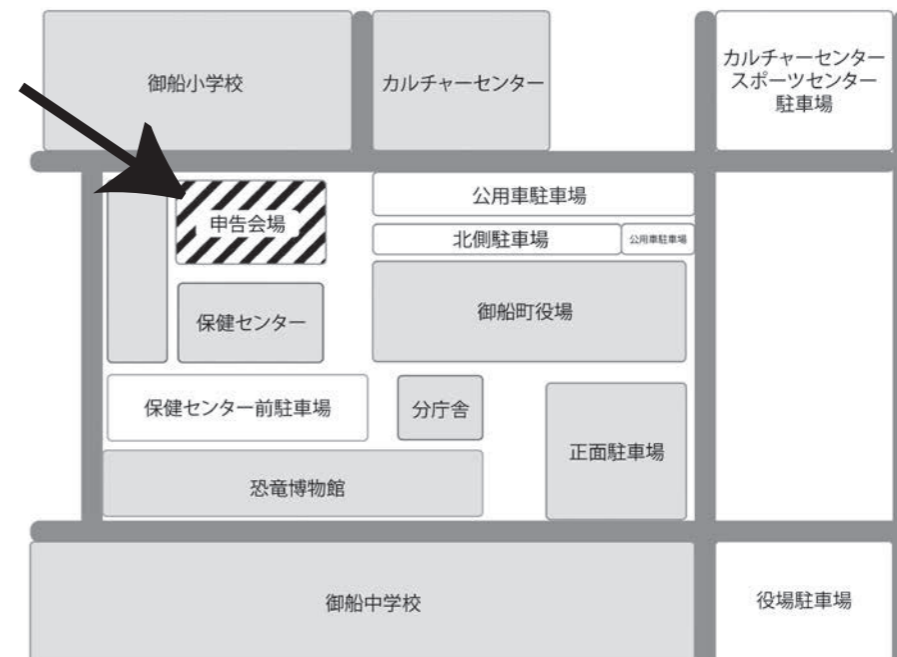 御船小学校
カルチャーセンター
カルチャーセンター
スポーツセンター
駐車場
申告会場
公用車駐車場
北側駐車場
公用車駐車場
保健センター
御船町役場
保健センター前駐車場
分庁舎
正面駐車場
恐竜博物館
御船中学校
役場駐車場